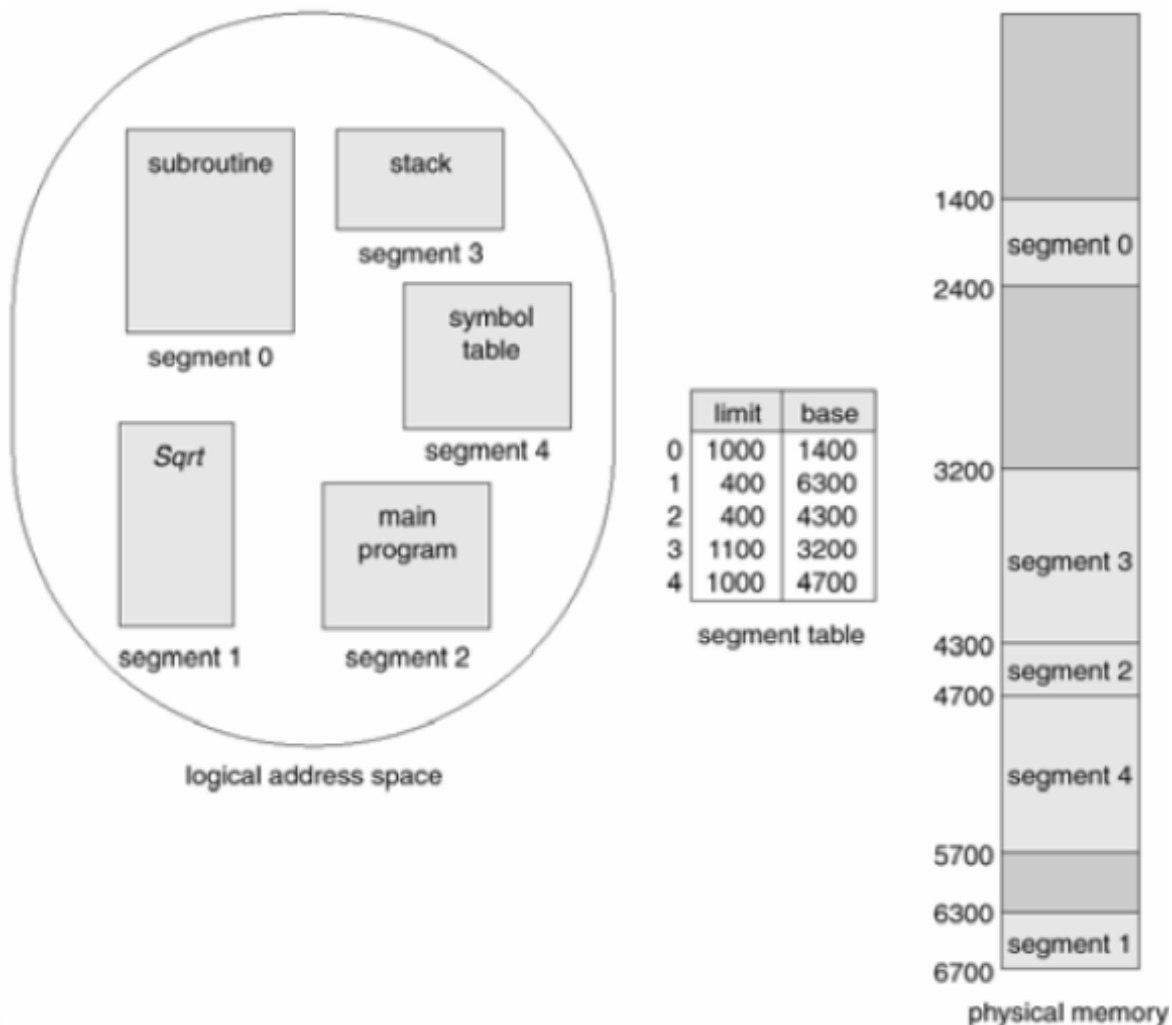 subroutine
segment 0
stack
segment 3
symbol
table
segment 4
Sqrt
segment 1
main
program
segment 2
logical address space
limit base
0 1000 1400
1 400 6300
2 400 4300
3 1100 3200
4 1000 4700
segment table
1400
segment 0
2400
3200
segment 3
4300
segment 2
4700
segment 4
5700
6300
segment 1
6700
physical memory